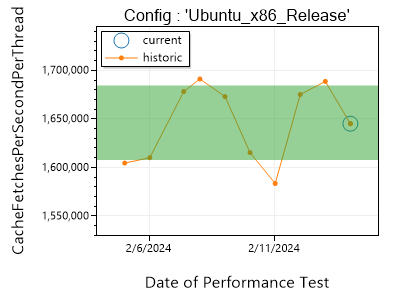 Config : 'Ubuntu_x86_Release'
current
historic
CacheFetchesPerSecondPerThread
1,700,000
1,650,000
1,600,000
1,550,000
2/6/2024
2/11/2024
Date of Performance Test